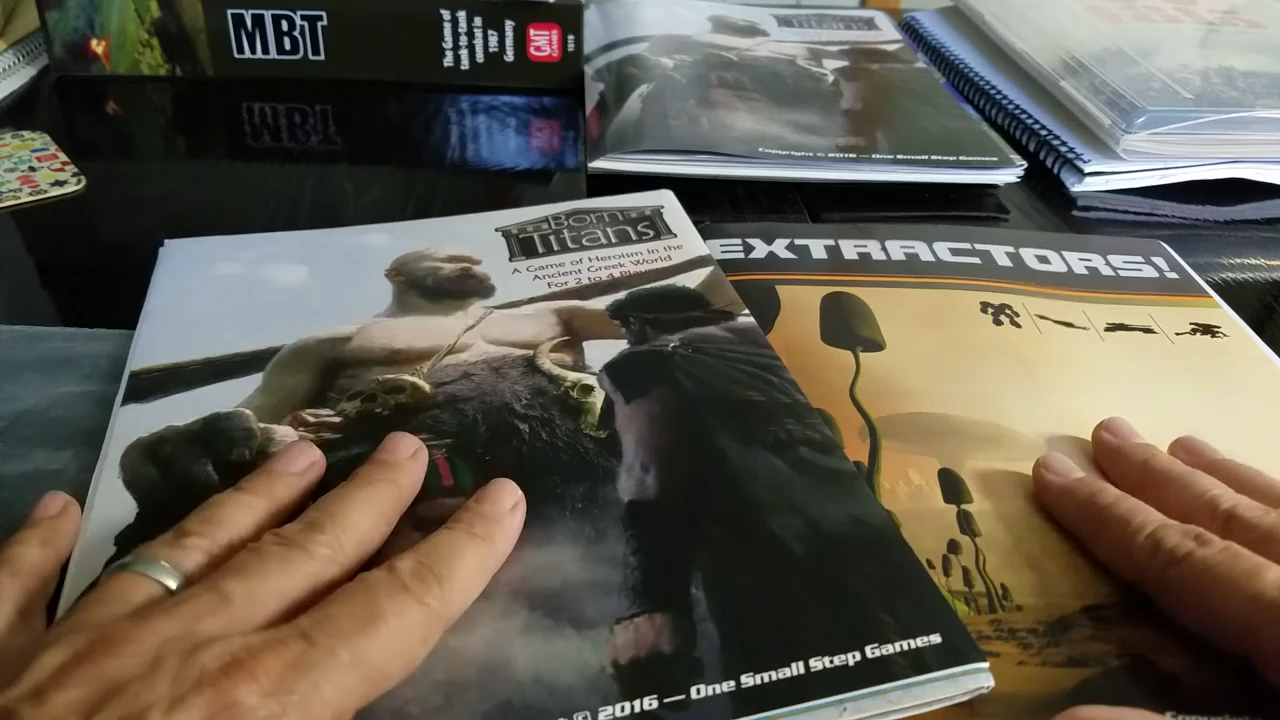 MBT
The Game of
tank-to-tank
combat in
1987
Germany
GMT
GAMES
Copyright © 2016 — One Small Step Games
Born
Titans
A Game of Heroism In the
Ancient Greek World
For 2 to 4
EXTRACTORS!
© 2016 — One Small Step Games